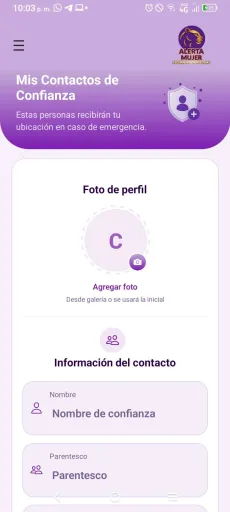 10:03 p. m.
ALERTA
MUJER
Mis Contactos de
Confianza
Estas personas recibirán tu
ubicación en caso de emergencia.
Foto de perfil
C
Agregar foto
Desde galería o se usará la inicial
Información del contacto
Nombre
Nombre de confianza
Parentesco
Parentesco